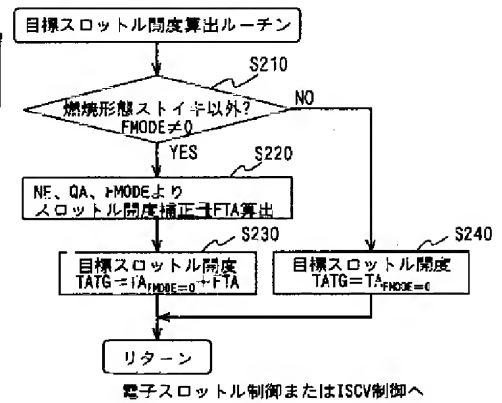 目標スロットル開度算出ルーチン
S210
燃焼形態ストイキ以外?
FMODE≠0
NO
YES
S220
NE、QA、FMODEより
スロットル開度補正量FTA算出
S230
目標スロットル開度
TATG=TA FMODE=0 +FTA
S240
目標スロットル開度
TATG=TA FMODE=0
リターン
電子スロットル制御またはISCV制御へ